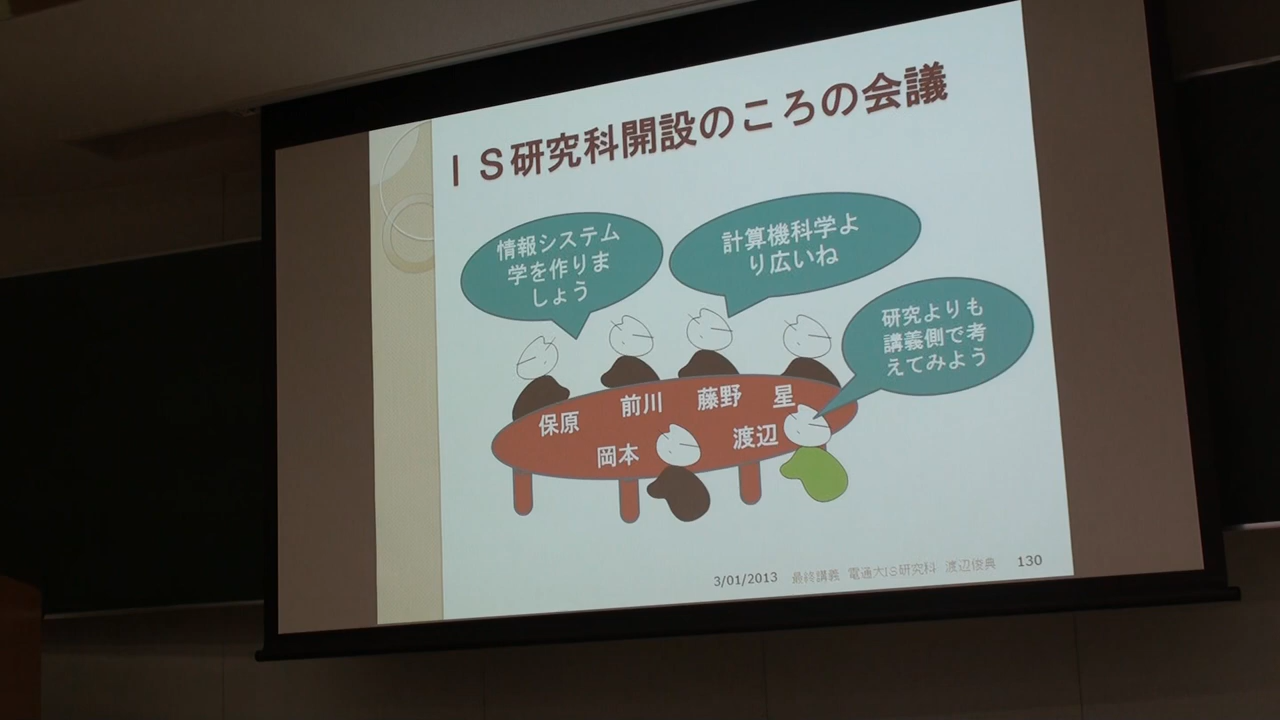 ＩＳ研究科開設のころの会議
情報システム
学を作りま
しょう
計算機科学よ
り広いね
研究よりも
講義側で考
えてみよう
保原
前川
藤野
星
岡本
渡辺
3/01/2013 最終講義 電通大IS研究科 渡辺俊典 130